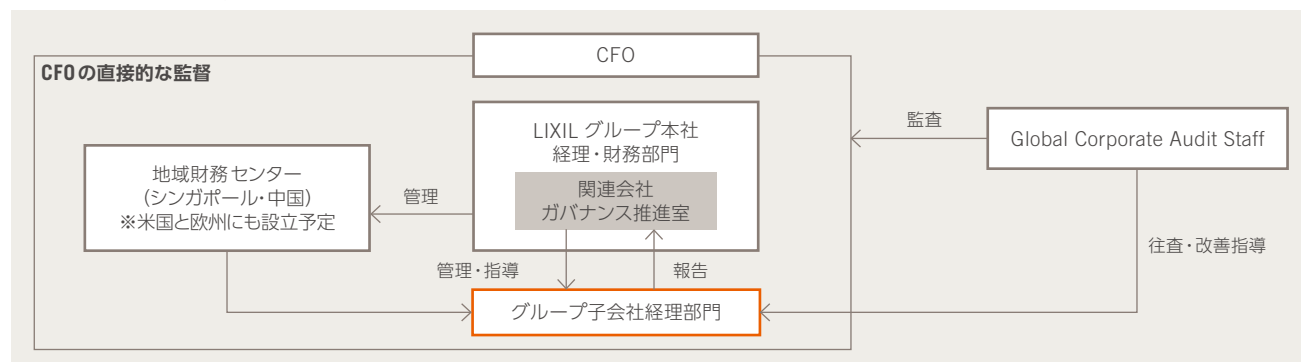 CFO
CFOの直接的な監督
LIXIL グループ本社
経理・財務部門
関連会社
ガバナンス推進室
地域財務センター
(シンガポール・中国)
※米国と欧州にも設立予定
管理
監査
Global Corporate Audit Staff
管理・指導
報告
往査・改善指導
グループ子会社経理部門